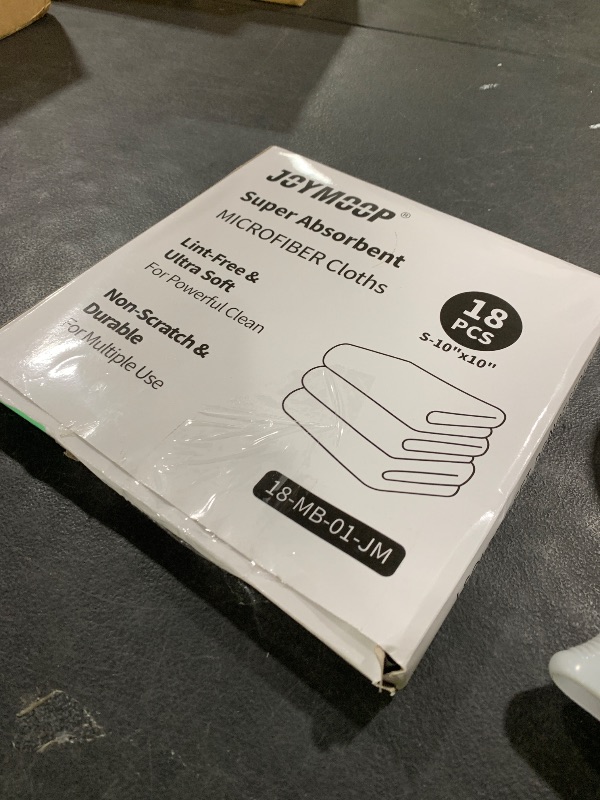 JOYMOOP®
Super Absorbent
MICROFIBER Cloths
Lint-Free &
Ultra Soft
For Powerful Clean
Non-Scratch &
Durable
For Multiple Use
18
PCS
S-10"x10"
18-MB-01-JM